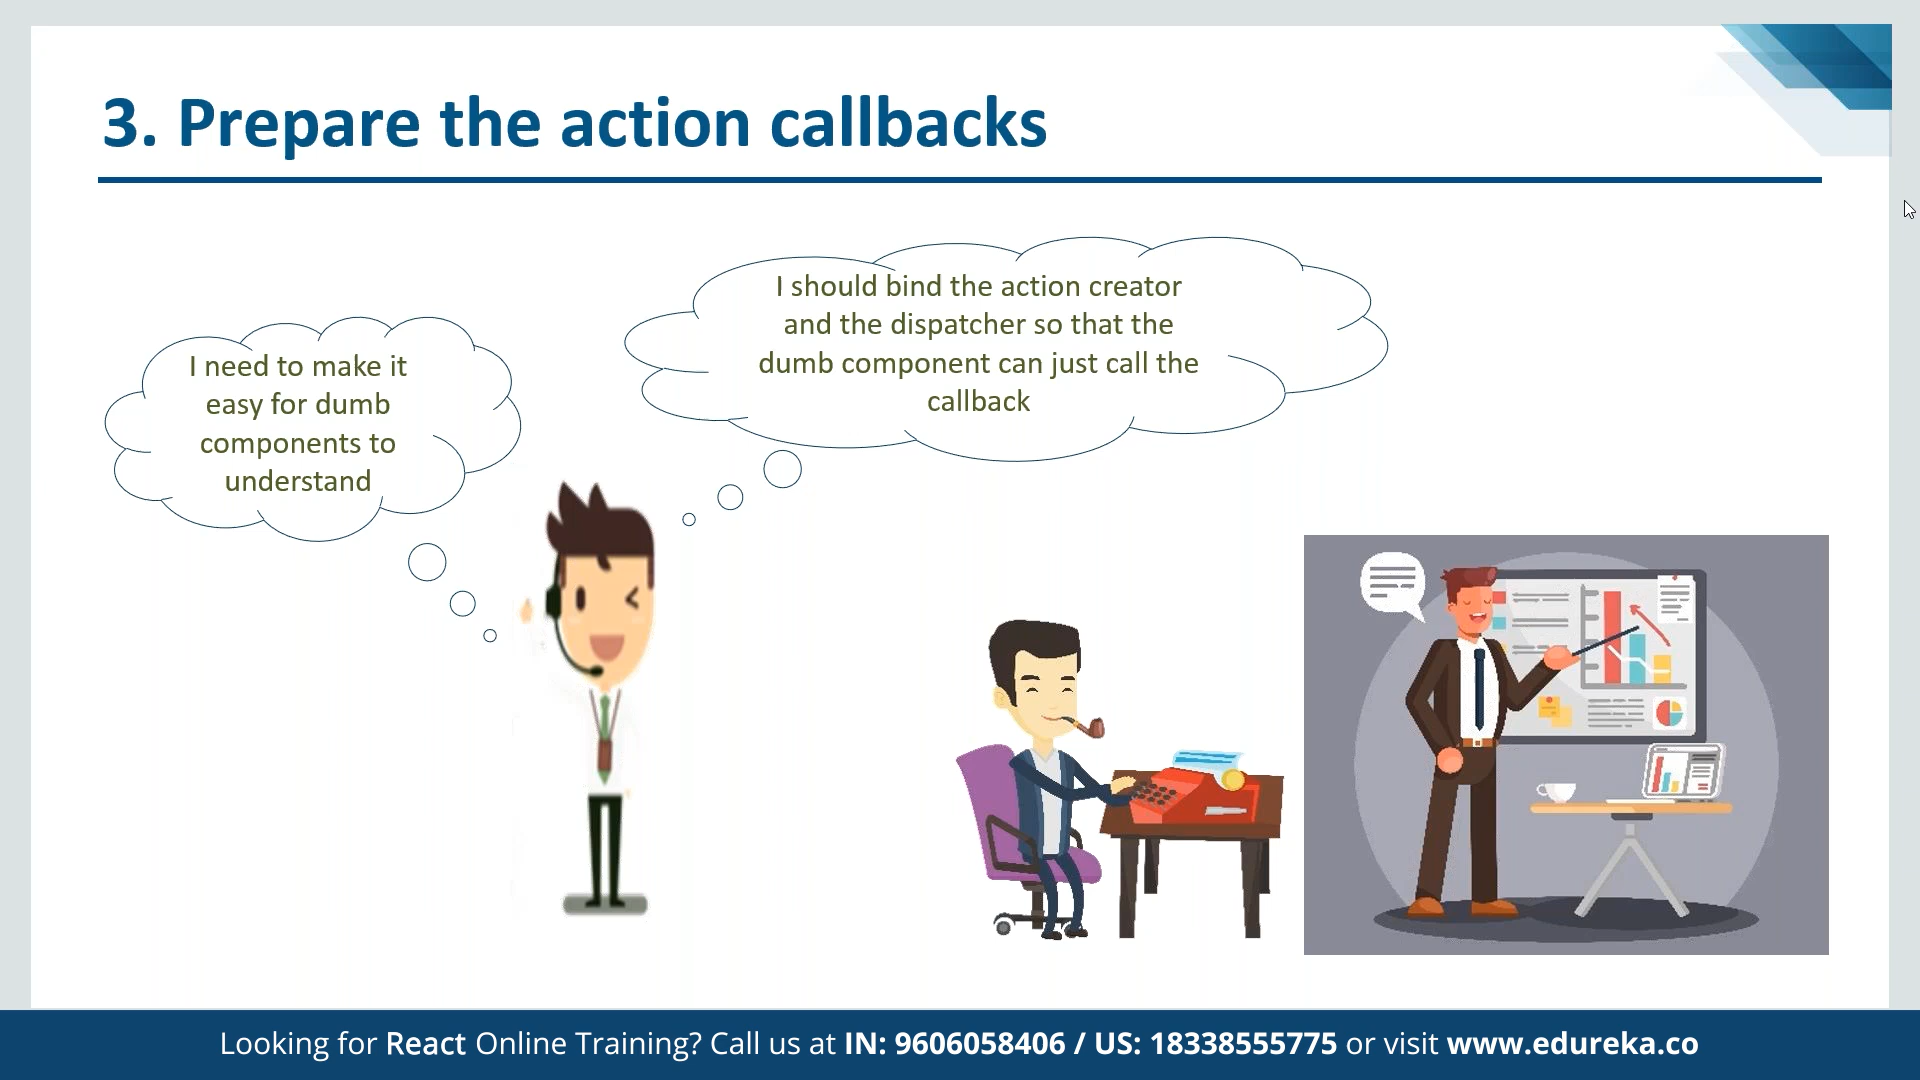 3. Prepare the action callbacks
I need to make it
easy for dumb
components to
understand
I should bind the action creator
and the dispatcher so that the
dumb component can just call the
callback
Looking for React Online Training? Call us at IN: 9606058406 / US: 18338555775 or visit www.edureka.co